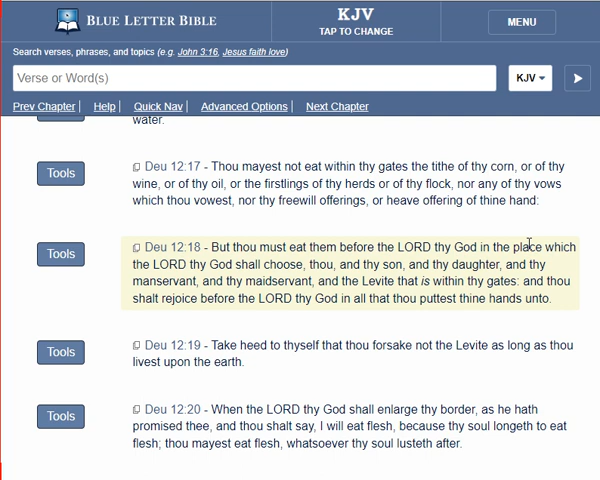 BLUE LETTER BIBLE
KJV
TAP TO CHANGE
MENU
Search verses, phrases, and topics (e.g. John 3:16, Jesus faith love)
Verse or Word(s)
KJV
Prev Chapter | Help | Quick Nav | Advanced Options | Next Chapter
water.
Tools
Deu 12:17 - Thou mayest not eat within thy gates the tithe of thy corn, or of thy
wine, or of thy oil, or the firstlings of thy herds or of thy flock, nor any of thy vows
which thou vowest, nor thy freewill offerings, or heave offering of thine hand:
Tools
Deu 12:18 - But thou must eat them before the LORD thy God in the place which
the LORD thy God shall choose, thou, and thy son, and thy daughter, and thy
manservant, and thy maidservant, and the Levite that is within thy gates: and thou
shalt rejoice before the LORD thy God in all that thou puttest thine hands unto.
Tools
Deu 12:19 - Take heed to thyself that thou forsake not the Levite as long as thou
livest upon the earth.
Tools
Deu 12:20 - When the LORD thy God shall enlarge thy border, as he hath
promised thee, and thou shalt say, I will eat flesh, because thy soul longeth to eat
flesh; thou mayest eat flesh, whatsoever thy soul lusteth after.